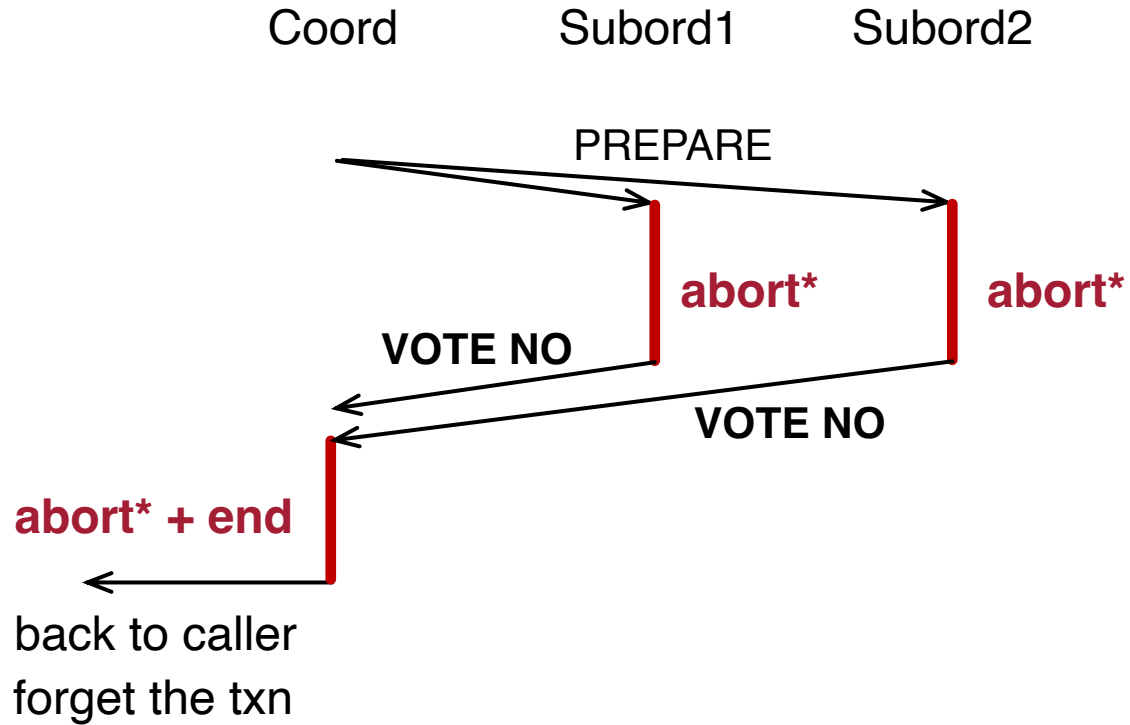 Coord Subord1 Subord2
PREPARE
abort* abort*
VOTE NO
VOTE NO
abort* + end
back to caller
forget the txn